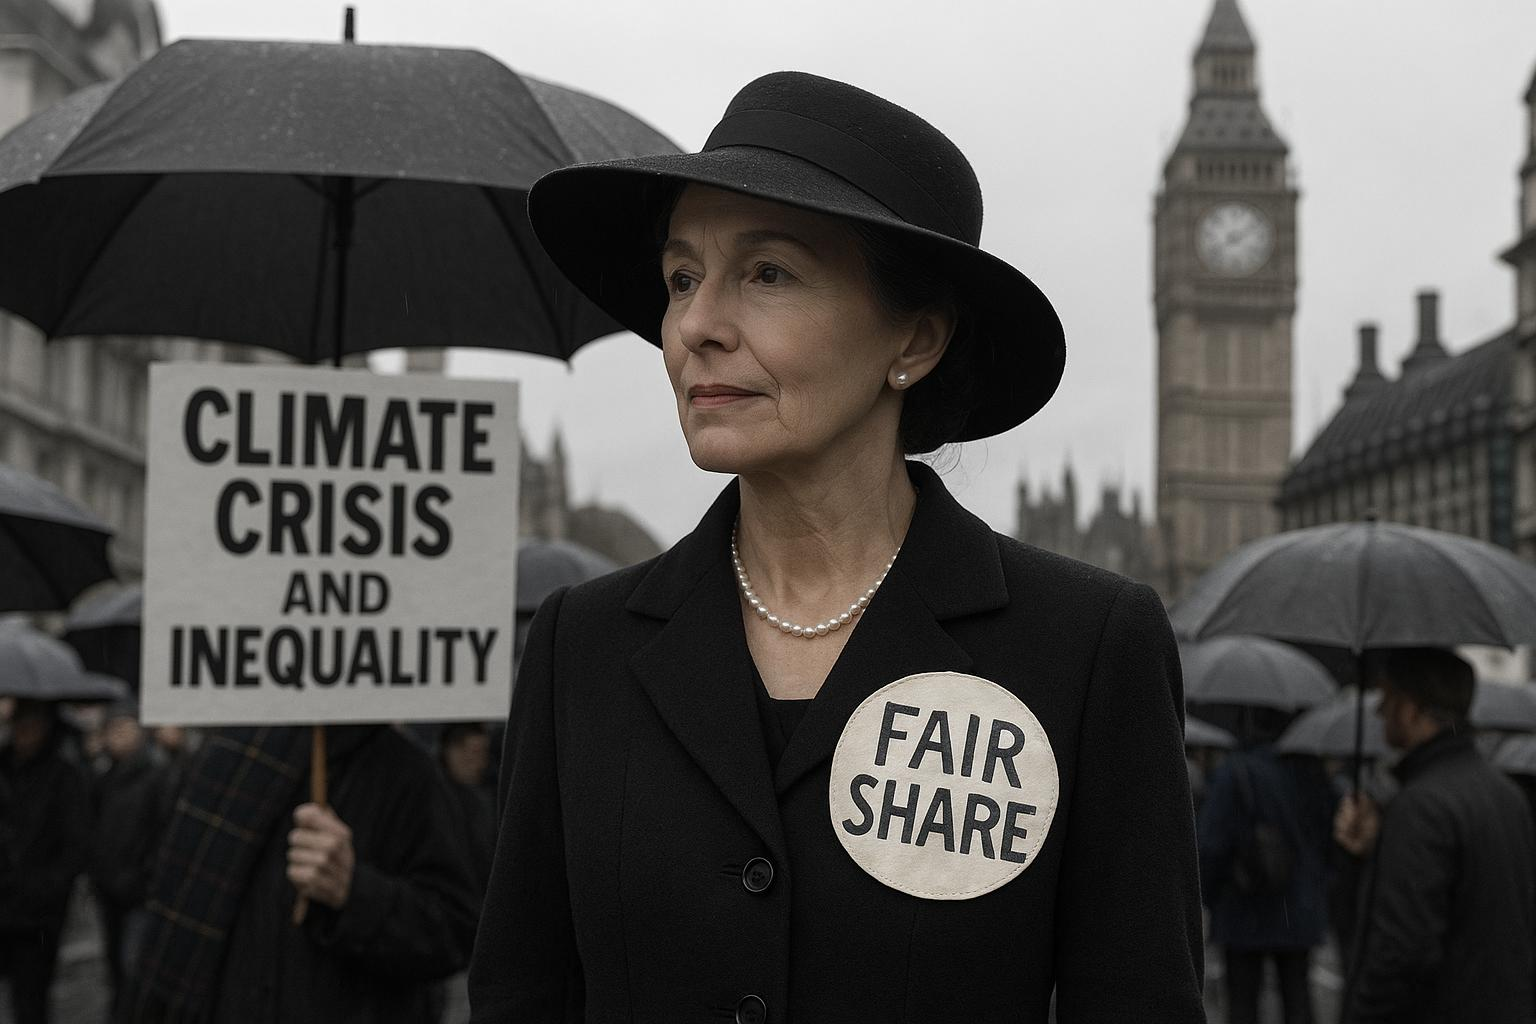 CLIMATE
CRISIS
AND
INEQUALITY
FAIR
SHARE